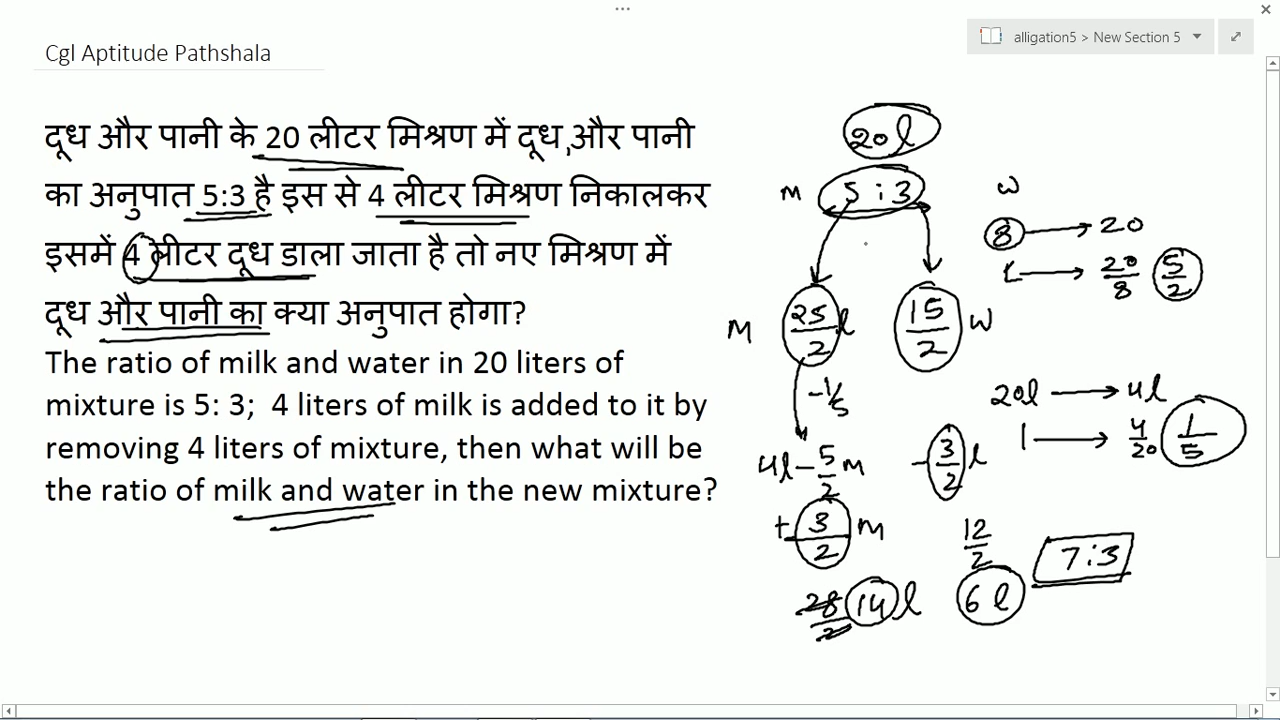 ...
alligation5 > New Section 5
Cgl Aptitude Pathshala
दूध और पानी के 20 लीटर मिश्रण में दूध ,और पानी
का अनुपात 5:3 है इस से 4 लीटर मिश्रण निकालकर
इसमें 4 लीटर दूध डाला जाता है तो नए मिश्रण में
दूध और पानी का क्या अनुपात होगा?
The ratio of milk and water in 20 liters of
mixture is 5: 3;  4 liters of milk is added to it by
removing 4 liters of mixture, then what will be
the ratio of milk and water in the new mixture?
20 l
M 5 : 3 W
8 → 20
1 → 20/8 5/2
M 25/2 l 15/2 W
-1/5
20l → 4l
1 → 4/20 1/5
4l - 5/2 M - 3/2 l
+ 3/2 M 12/2
7:3
28/2 14 l 6 l